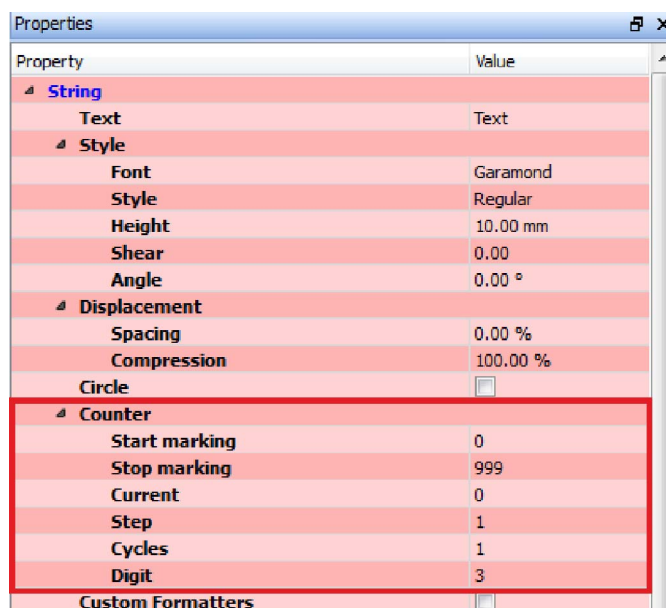 Properties
Property Value
String
Text Text
Style
Font Garamond
Style Regular
Height 10.00 mm
Shear 0.00
Angle 0.00 °
Displacement
Spacing 0.00 %
Compression 100.00 %
Circle
Counter
Start marking 0
Stop marking 999
Current 0
Step 1
Cycles 1
Digit 3
Custom Formatters